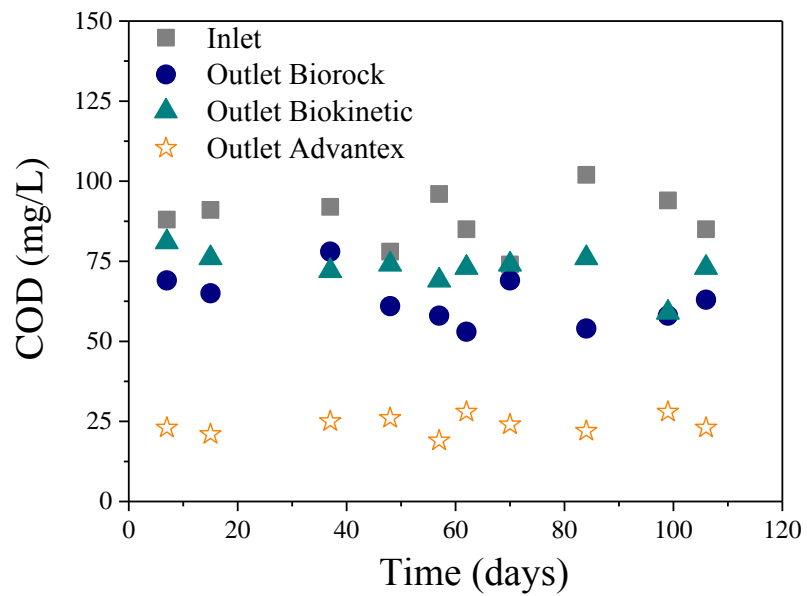 150
125
100
75
50
25
0
COD (mg/L)
Inlet
Outlet Biorock
Outlet Biokinetic
Outlet Advantex
0 20 40 60 80 100 120
Time (days)